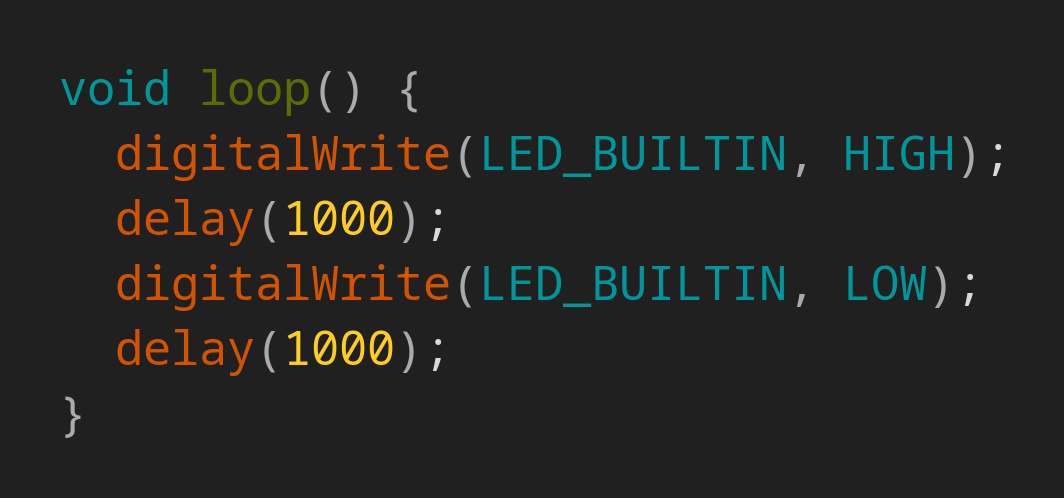 void loop() {
  digitalWrite(LED_BUILTIN, HIGH);
  delay(1000);
  digitalWrite(LED_BUILTIN, LOW);
  delay(1000);
}